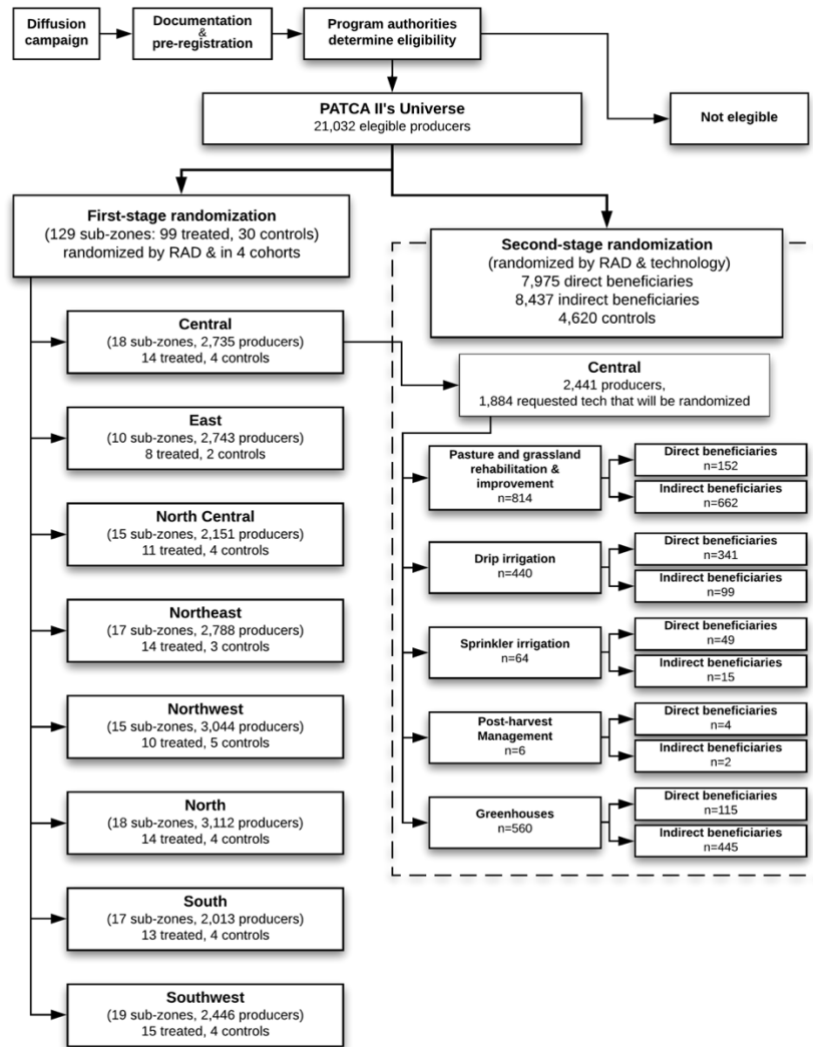 Diffusion
campaign
Documentation
&
pre-registration
Program authorities
determine eligibility
PATCA II's Universe
21,032 elegible producers
Not elegible
First-stage randomization
(129 sub-zones: 99 treated, 30 controls)
randomized by RAD & in 4 cohorts
Central
(18 sub-zones, 2,735 producers)
14 treated, 4 controls
East
(10 sub-zones, 2,743 producers)
8 treated, 2 controls
North Central
(15 sub-zones, 2,151 producers)
11 treated, 4 controls
Northeast
(17 sub-zones, 2,788 producers)
14 treated, 3 controls
Northwest
(15 sub-zones, 3,044 producers)
10 treated, 5 controls
North
(18 sub-zones, 3,112 producers)
14 treated, 4 controls
South
(17 sub-zones, 2,013 producers)
13 treated, 4 controls
Southwest
(19 sub-zones, 2,446 producers)
15 treated, 4 controls
Second-stage randomization
(randomized by RAD & technology)
7,975 direct beneficiaries
8,437 indirect beneficiaries
4,620 controls
Central
2,441 producers,
1,884 requested tech that will be randomized
Pasture and grassland
rehabilitation &
improvement
n=814
Direct beneficiaries
n=152
Indirect beneficiaries
n=662
Drip irrigation
n=440
Direct beneficiaries
n=341
Indirect beneficiaries
n=99
Sprinkler irrigation
n=64
Direct beneficiaries
n=49
Indirect beneficiaries
n=15
Post-harvest
Management
n=6
Direct beneficiaries
n=4
Indirect beneficiaries
n=2
Greenhouses
n=560
Direct beneficiaries
n=115
Indirect beneficiaries
n=445